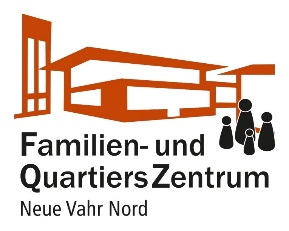 Familien- und
QuartiersZentrum
Neue Vahr Nord